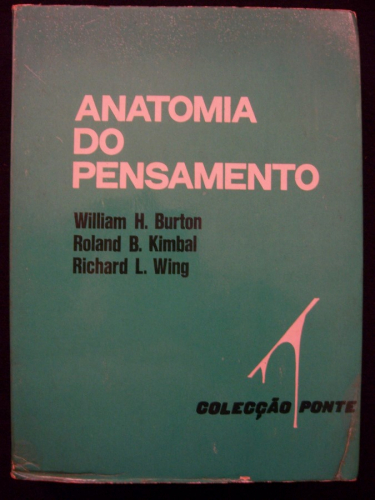 ANATOMIA
DO
PENSAMENTO
William H. Burton
Roland B. Kimbal
Richard L. Wing
COLECÇÃO PONTE